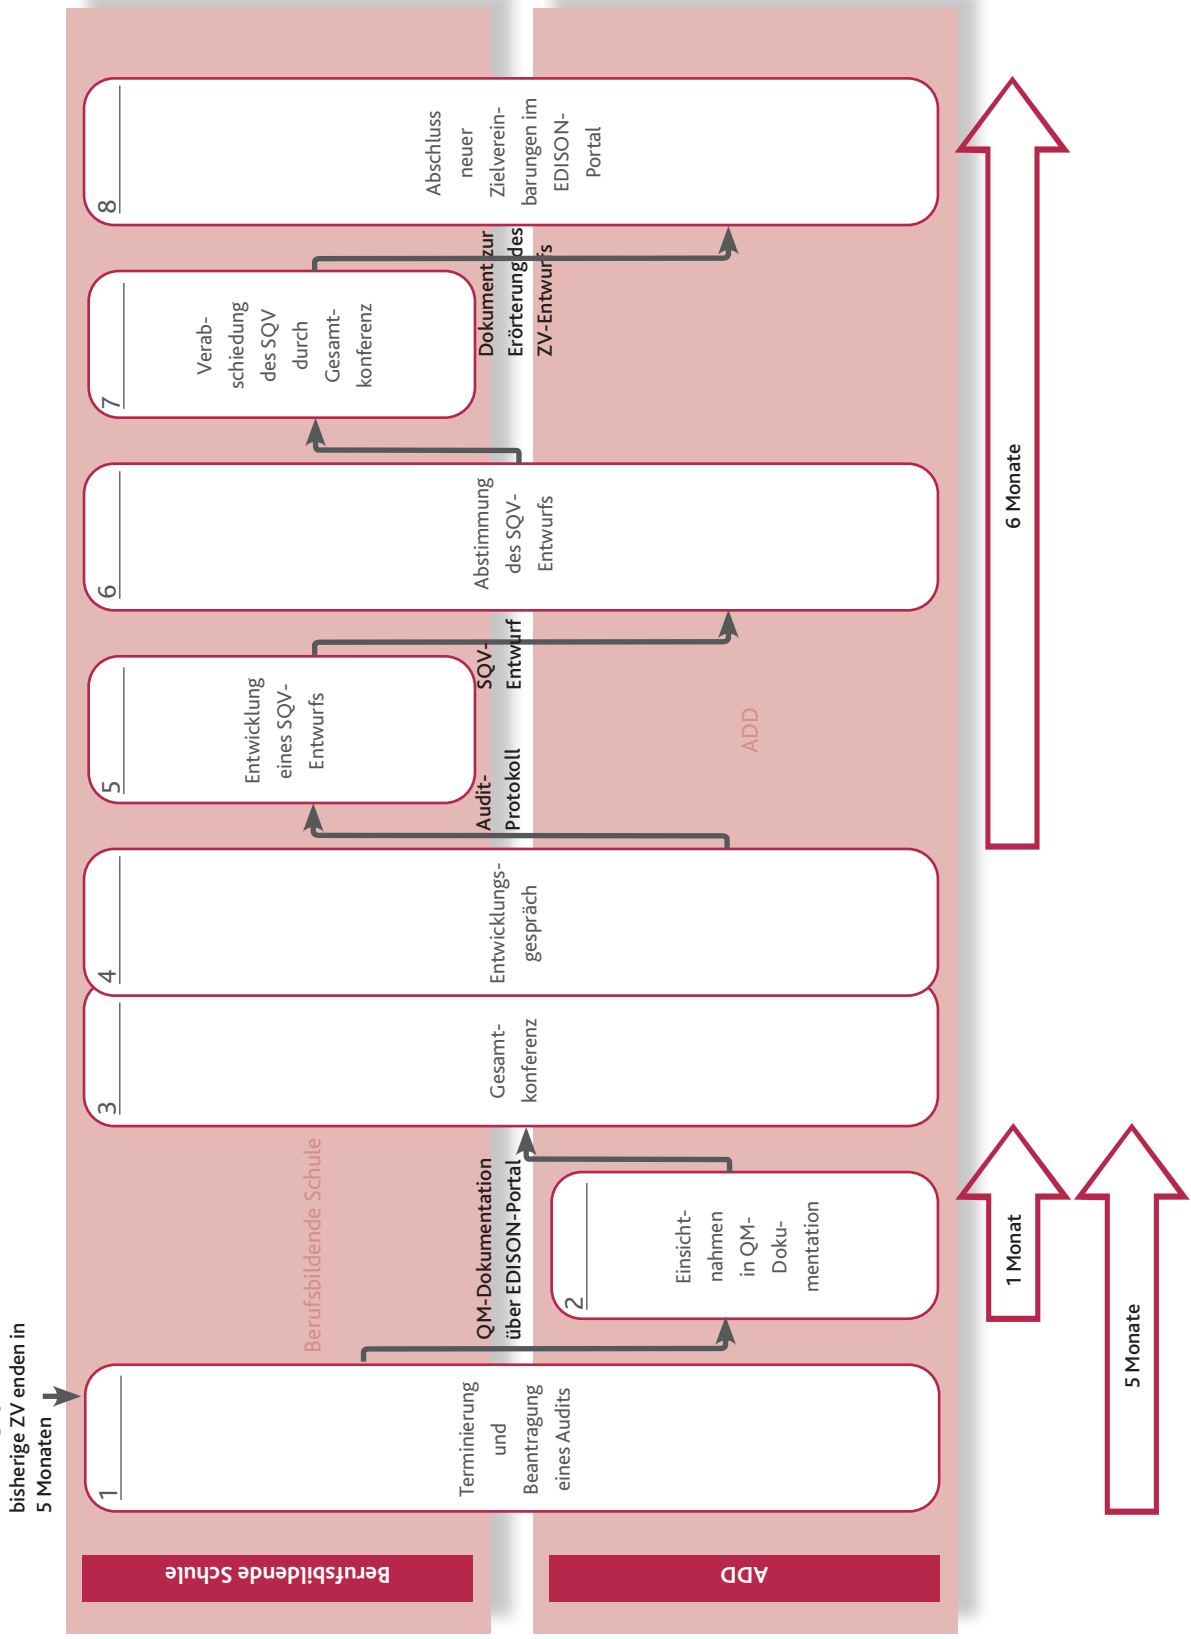 bisherige ZV enden in
5 Monaten
Berufsbildende Schule
ADD
1
Terminierung
und
Beantragung
eines Audits
QM-Dokumentation
über EDISON-Portal
2
Einsicht-
nahmen
in QM-
Doku-
mentation
Berufsbildende Schule
3
Gesamt-
konferenz
4
Entwicklungs-
gespräch
Audit-
Protokoll
5
Entwicklung
eines SQV-
Entwurfs
ADD
SQV-
Entwurf
6
Abstimmung
des SQV-
Entwurfs
7
Verab-
schiedung
des SQV
durch
Gesamt-
konferenz
Dokument zur
Erörterung des
ZV-Entwurfs
8
Abschluss
neuer
Zielverein-
barungen im
EDISON-
Portal
1 Monat
5 Monate
6 Monate